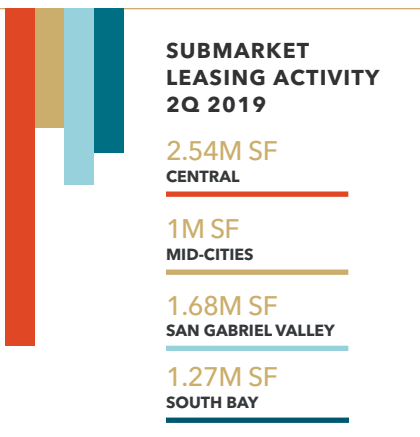 SUBMARKET
LEASING ACTIVITY
2Q 2019
2.54M SF
CENTRAL
1M SF
MID-CITIES
1.68M SF
SAN GABRIEL VALLEY
1.27M SF
SOUTH BAY